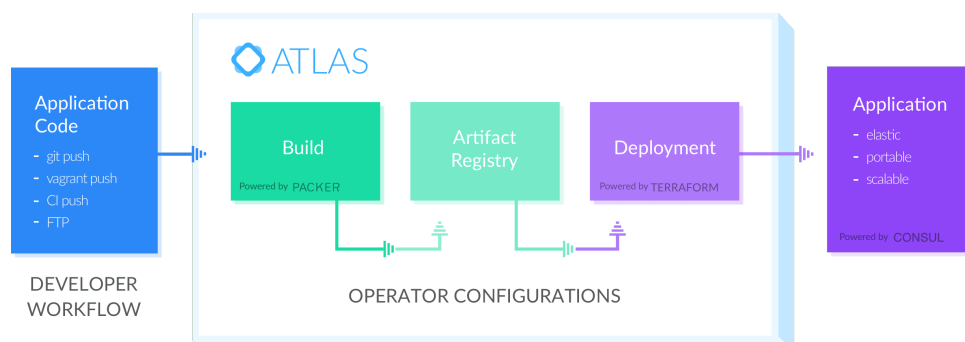 ATLAS
Application
Code
- git push
- vagrant push
- CI push
- FTP
DEVELOPER
WORKFLOW
Build
Powered by PACKER
Artifact
Registry
Deployment
Powered by TERRAFORM
OPERATOR CONFIGURATIONS
Application
- elastic
- portable
- scalable
Powered by CONSUL